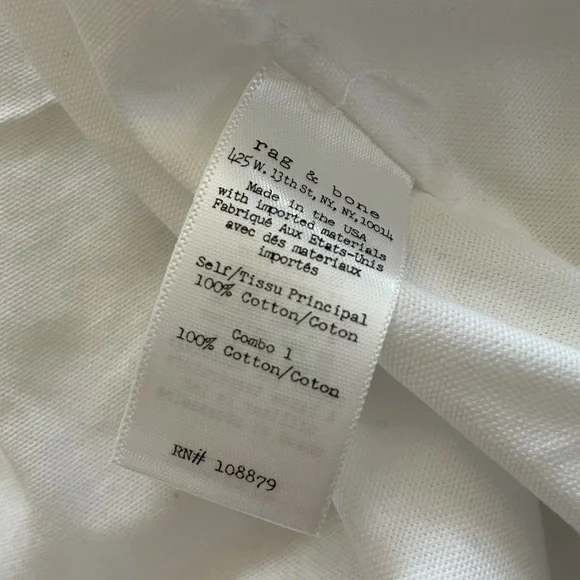 rag & bone
425 W. 13th St, NY, NY, 10014
Made in the USA
with imported materials
Fabriqué Aux Etats-Unis
avec dés materiaux
importés
Self/Tissu Principal
100% Cotton/Coton
Combo 1
100% Cotton/Coton
RN# 108879